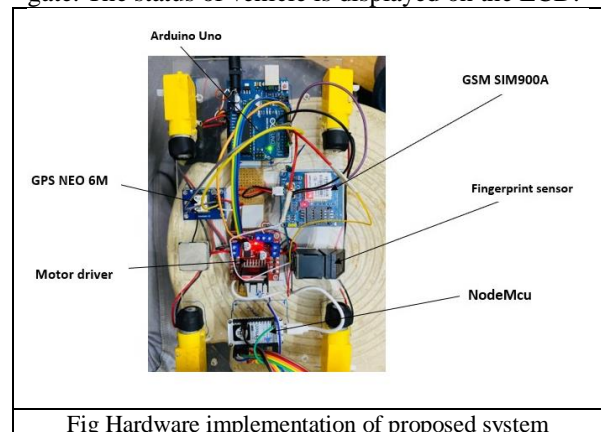 gate. The status of vehicle is displayed on the LCD.
Arduino Uno
GSM SIM900A
GPS NEO 6M
Fingerprint sensor
Motor driver
NodeMcu
Fig Hardware implementation of proposed system